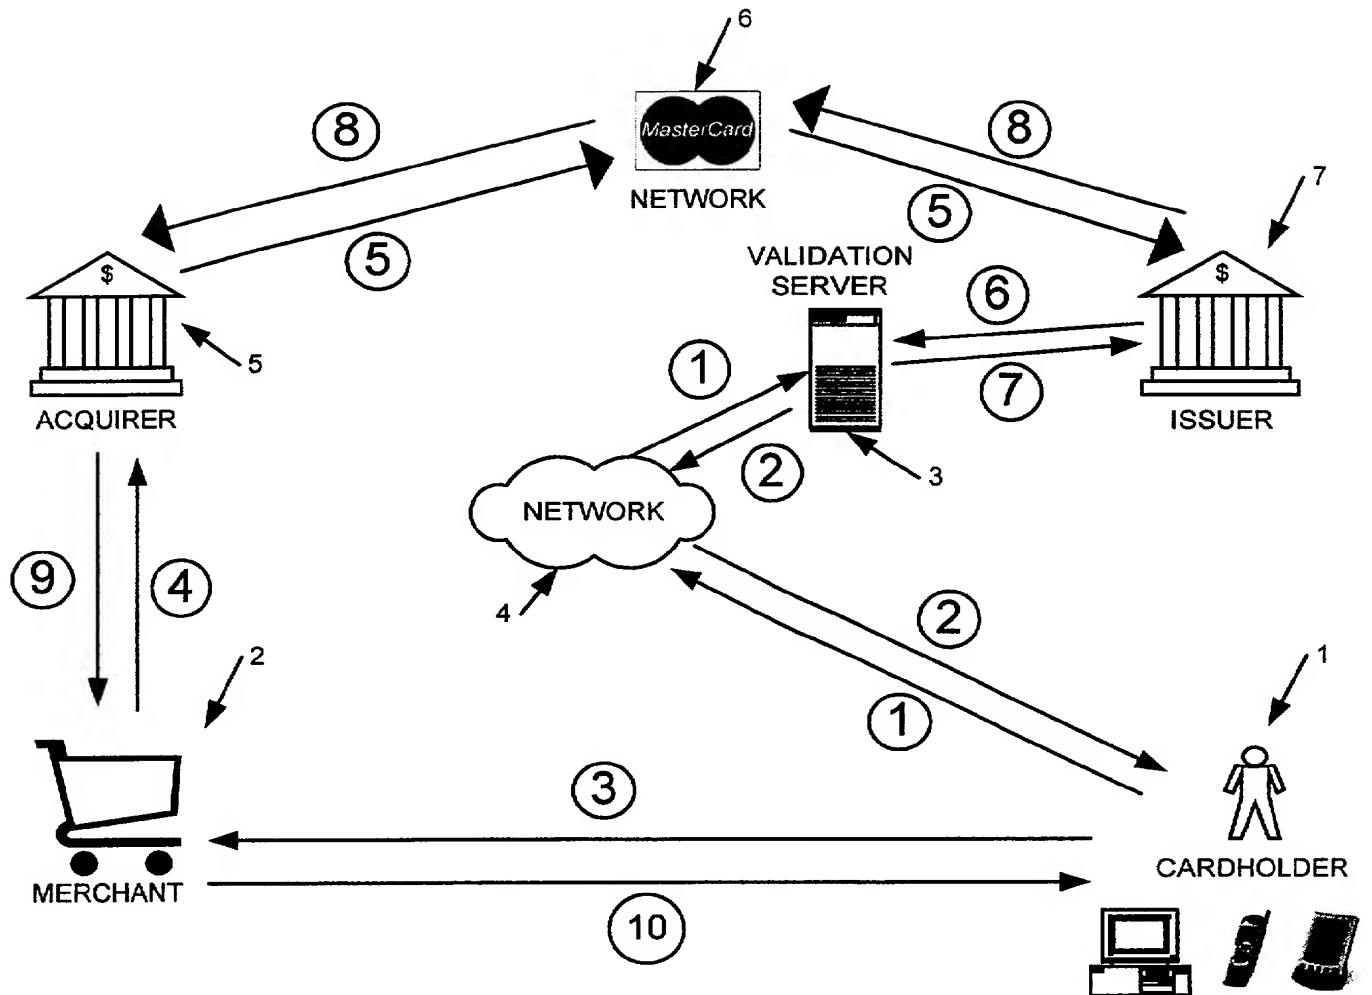 6
MasterCard
NETWORK
8
8
5
5
7
$
ACQUIRER
5
VALIDATION
SERVER
6
7
$
ISSUER
1
2
3
NETWORK
4
9
4
2
1
2
1
3
MERCHANT
10
CARDHOLDER